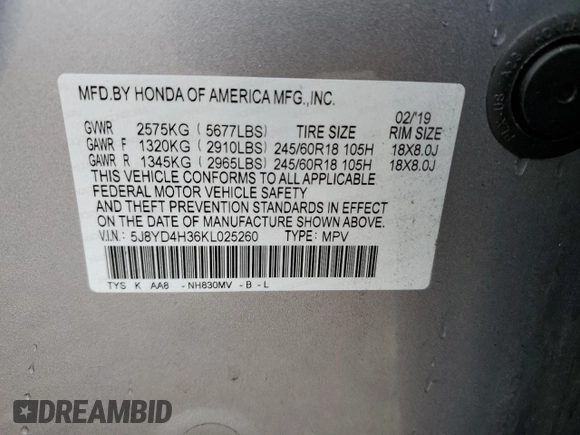 MFD.BY HONDA OF AMERICA MFG.,INC.
02/'19
GVWR 2575KG (5677LBS) TIRE SIZE RIM SIZE
GAWR F 1320KG (2910LBS) 245/60R18 105H 18X8.0J
GAWR R 1345KG (2965LBS) 245/60R18 105H 18X8.0J
THIS VEHICLE CONFORMS TO ALL APPLICABLE
FEDERAL MOTOR VEHICLE SAFETY
AND THEFT PREVENTION STANDARDS IN EFFECT
ON THE DATE OF MANUFACTURE SHOWN ABOVE.
V.I.N.: 5J8YD4H36KL025260 TYPE: MPV
TYS K AA8 -NH830MV -B-L
DREAMBID